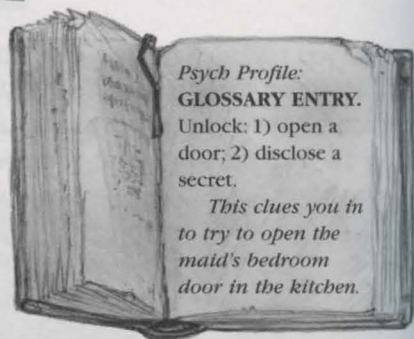 Psych Profile:
GLOSSARY ENTRY.
Unlock: 1) open a
door; 2) disclose a
secret.
This clues you in
to try to open the
maid's bedroom
door in the kitchen.